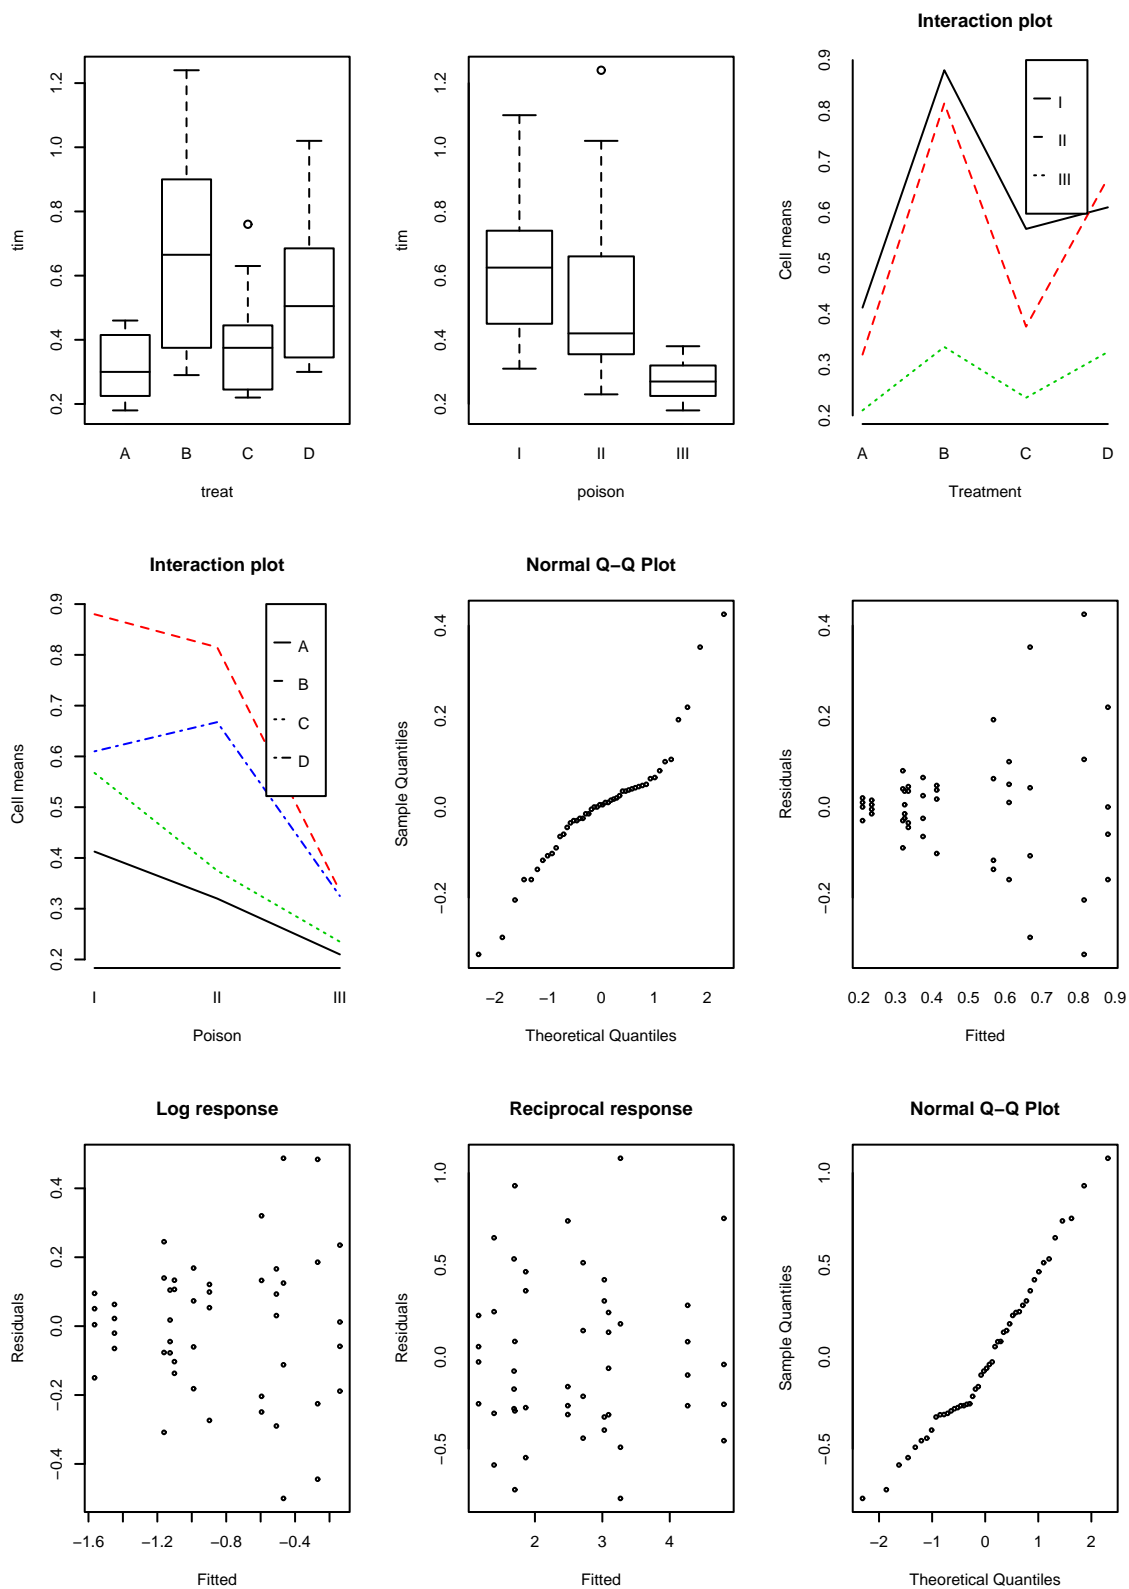 tim
1.2
1.0
0.8
0.6
0.4
0.2
A B C D
treat
tim
1.2
1.0
0.8
0.6
0.4
0.2
I II III
poison
Interaction plot
Cell means
0.9
0.8
0.7
0.6
0.5
0.4
0.3
0.2
I
II
III
A B C D
Treatment
Interaction plot
Cell means
0.9
0.8
0.7
0.6
0.5
0.4
0.3
0.2
A
B
C
D
I II III
Poison
Normal Q−Q Plot
Sample Quantiles
0.4
0.2
0.0
−0.2
−2 −1 0 1 2
Theoretical Quantiles
Residuals
0.4
0.2
0.0
−0.2
0.2 0.3 0.4 0.5 0.6 0.7 0.8 0.9
Fitted
Log response
Residuals
0.4
0.2
0.0
−0.2
−0.4
−1.6 −1.2 −0.8 −0.4
Fitted
Reciprocal response
Residuals
1.0
0.5
0.0
−0.5
2 3 4
Fitted
Normal Q−Q Plot
Sample Quantiles
1.0
0.5
0.0
−0.5
−2 −1 0 1 2
Theoretical Quantiles